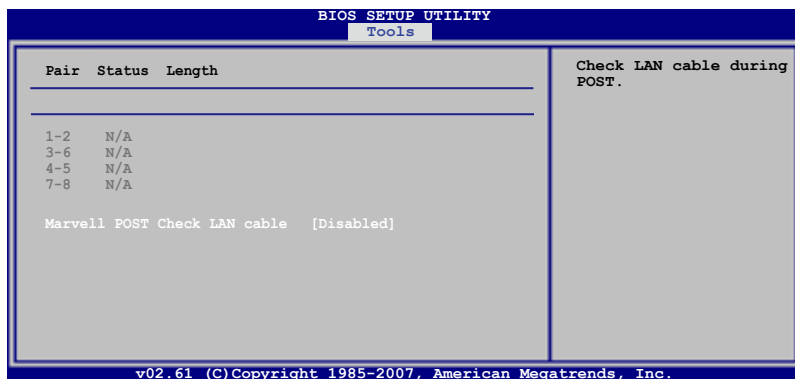 BIOS SETUP UTILITY
Tools
Pair Status Length
1-2 N/A
3-6 N/A
4-5 N/A
7-8 N/A
Marvell POST Check LAN cable [Disabled]
Check LAN cable during
POST.
v02.61 (C)Copyright 1985-2007, American Megatrends, Inc.